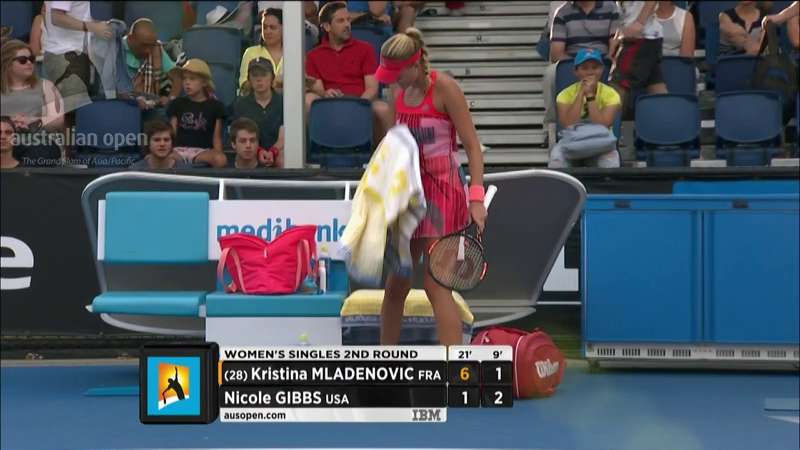 australian open
The Grand Slam of Asia/Pacific
medibank
e
Wilson
WOMEN'S SINGLES 2ND ROUND 21' 9'
(28) Kristina MLADENOVIC FRA 6 1
Nicole GIBBS USA 1 2
ausopen.com IBM